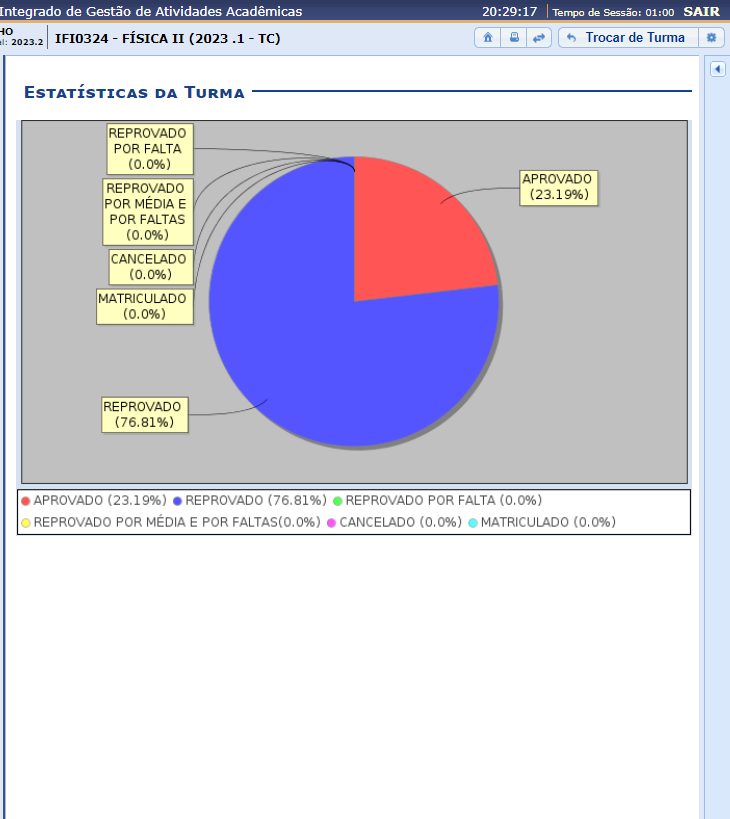 Integrado de Gestão de Atividades Acadêmicas 20:29:17 Tempo de Sessão: 01:00 SAIR
HO
el: 2023.2 IFI0324 - FÍSICA II (2023 .1 - TC) Trocar de Turma
Estatísticas da Turma
REPROVADO
POR FALTA
(0.0%)
REPROVADO
POR MÉDIA E
POR FALTAS
(0.0%)
CANCELADO
(0.0%)
MATRICULADO
(0.0%)
REPROVADO
(76.81%)
APROVADO
(23.19%)
APROVADO (23.19%) REPROVADO (76.81%) REPROVADO POR FALTA (0.0%)
REPROVADO POR MÉDIA E POR FALTAS(0.0%) CANCELADO (0.0%) MATRICULADO (0.0%)